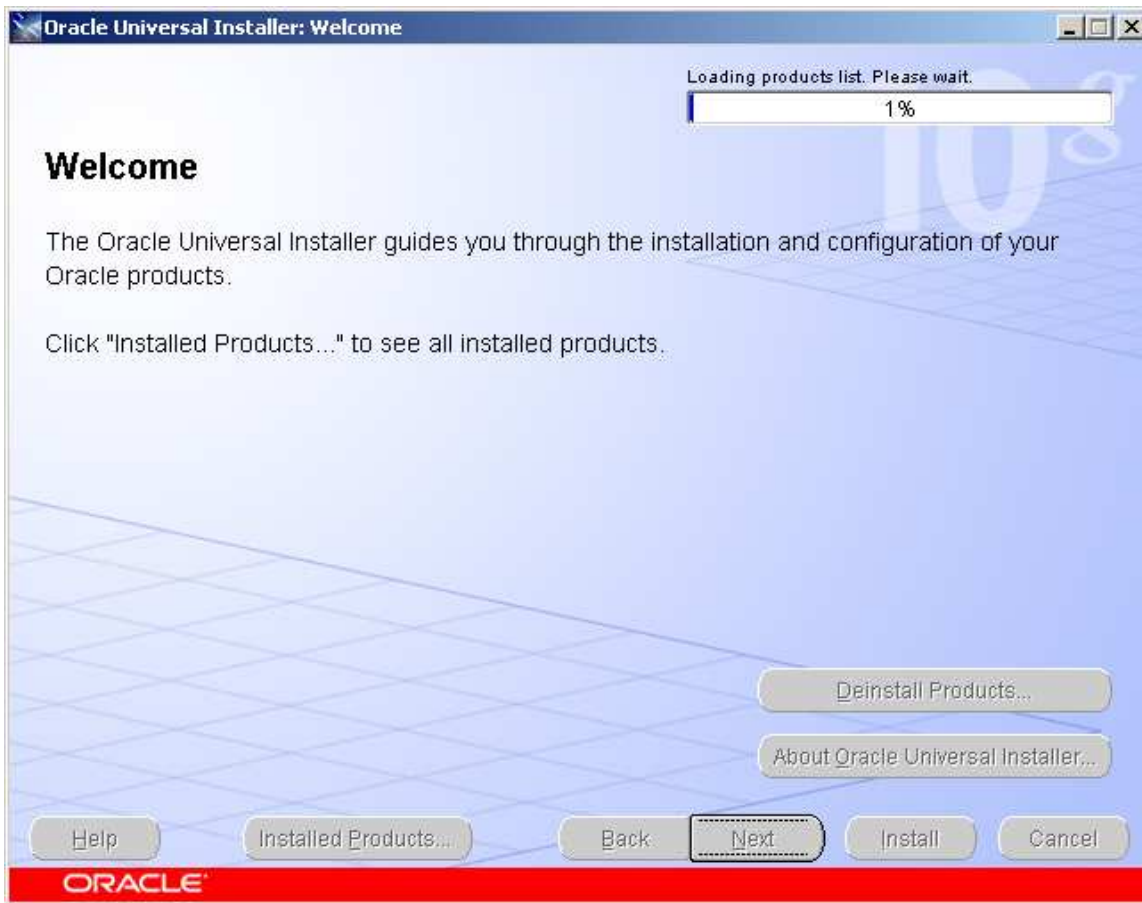 Oracle Universal Installer: Welcome
Loading products list. Please wait.
1%
10g
Welcome
The Oracle Universal Installer guides you through the installation and configuration of your
Oracle products.
Click "Installed Products..." to see all installed products.
Deinstall Products...
About Oracle Universal Installer...
Help Installed Products... Back Next Install Cancel
ORACLE